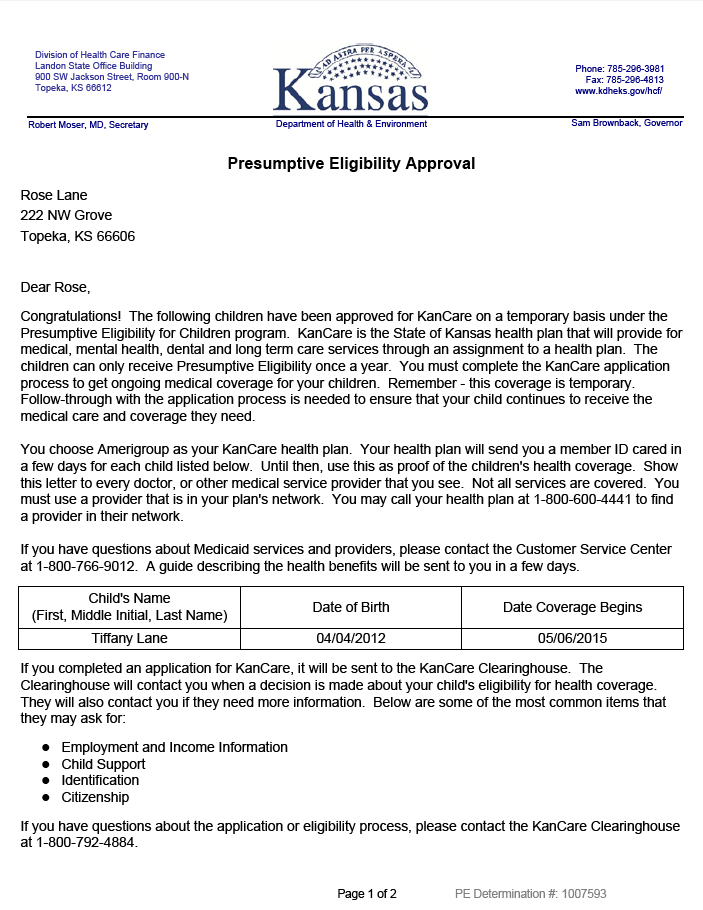 Division of Health Care Finance
Landon State Office Building
900 SW Jackson Street, Room 900-N
Topeka, KS 66612
AD ASTRA PER ASPERA
Kansas
Department of Health & Environment
Phone: 785-296-3981
Fax: 785-296-4813
www.kdheks.gov/hcf/
Robert Moser, MD, Secretary
Sam Brownback, Governor
Presumptive Eligibility Approval
Rose Lane
222 NW Grove
Topeka, KS 66606
Dear Rose,
Congratulations!  The following children have been approved for KanCare on a temporary basis under the
Presumptive Eligibility for Children program.  KanCare is the State of Kansas health plan that will provide for
medical, mental health, dental and long term care services through an assignment to a health plan.  The
children can only receive Presumptive Eligibility once a year.  You must complete the KanCare application
process to get ongoing medical coverage for your children.  Remember - this coverage is temporary.
Follow-through with the application process is needed to ensure that your child continues to receive the
medical care and coverage they need.
You choose Amerigroup as your KanCare health plan.  Your health plan will send you a member ID cared in
a few days for each child listed below.  Until then, use this as proof of the children's health coverage.  Show
this letter to every doctor, or other medical service provider that you see.  Not all services are covered.  You
must use a provider that is in your plan's network.  You may call your health plan at 1-800-600-4441 to find
a provider in their network.
If you have questions about Medicaid services and providers, please contact the Customer Service Center
at 1-800-766-9012.  A guide describing the health benefits will be sent to you in a few days.
Child's Name
(First, Middle Initial, Last Name)
Date of Birth
Date Coverage Begins
Tiffany Lane
04/04/2012
05/06/2015
If you completed an application for KanCare, it will be sent to the KanCare Clearinghouse.  The
Clearinghouse will contact you when a decision is made about your child's eligibility for health coverage.
They will also contact you if they need more information.  Below are some of the most common items that
they may ask for:
● Employment and Income Information
● Child Support
● Identification
● Citizenship
If you have questions about the application or eligibility process, please contact the KanCare Clearinghouse
at 1-800-792-4884.
Page 1 of 2
PE Determination #: 1007593